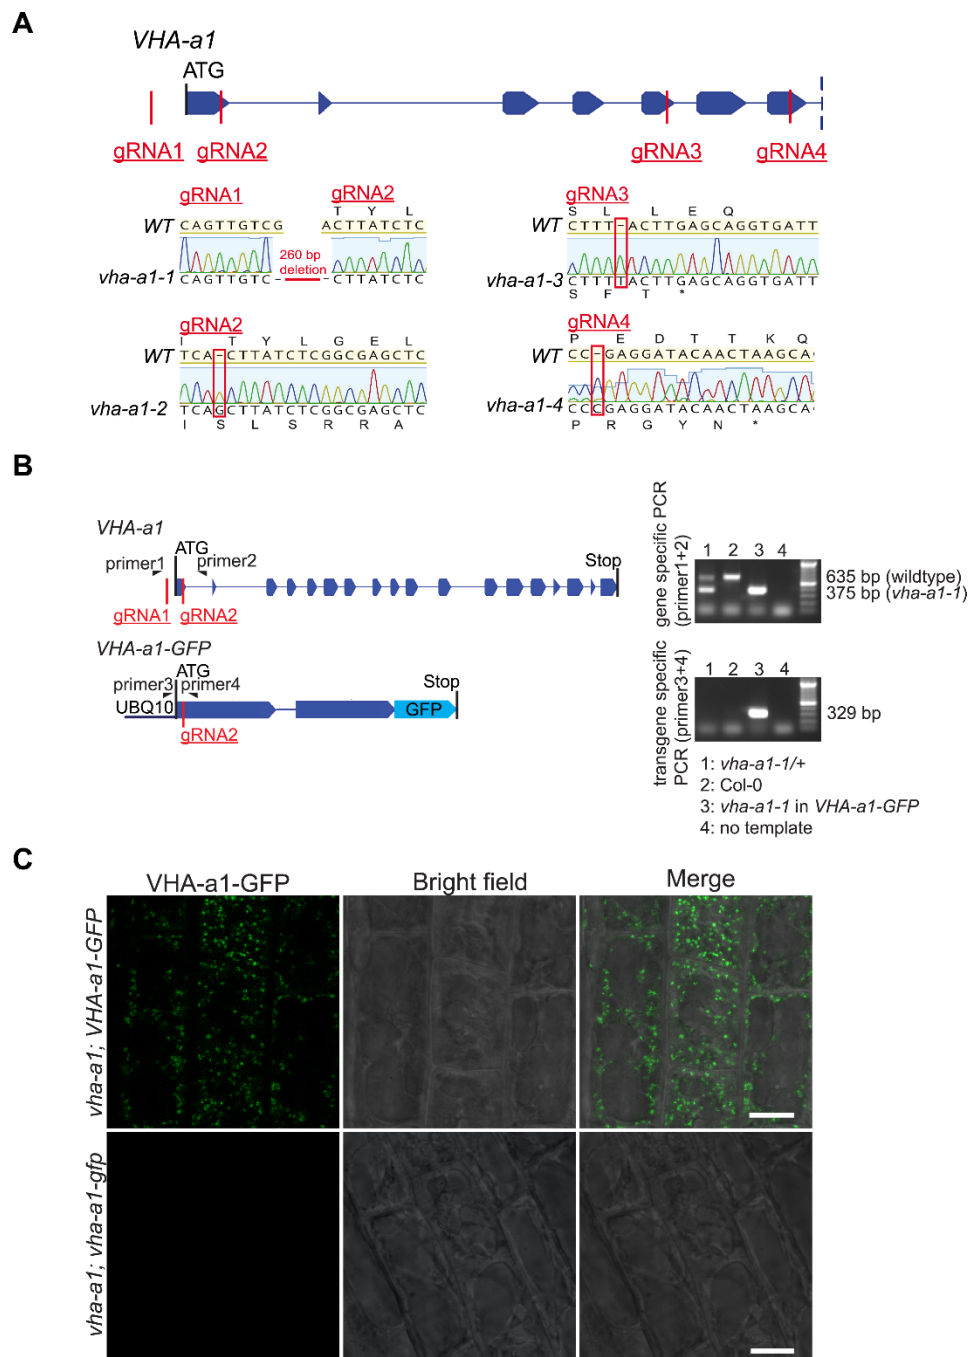 A
VHA-a1
ATG
gRNA1
gRNA2
gRNA3
gRNA4
gRNA1
gRNA2
T Y L
WT
CAGTTGTCG
ACTTATCTC
260 bp
deletion
vha-a1-1
CAGTTGTC-
-CTTATCTC
gRNA3
S L L E Q
WT
CTTT-ACTTGAGCAGGTGATT
vha-a1-3
CTTTTACTTGAGCAGGTGATT
S F T *
gRNA2
I T Y L G E L
WT
TCA-CTTATCTCGGCGAGCTC
vha-a1-2
TCAGCTTATCTCGGCGAGCTC
I S L S R R A
gRNA4
P E D T T K Q
WT
CC-GAGGATACAACTAAGCA
vha-a1-4
CCCGAGGATACAACTAAGCA
P R G Y N *
B
VHA-a1
ATG
primer1
primer2
Stop
gRNA1
gRNA2
VHA-a1-GFP
ATG
primer3
primer4
Stop
UBQ10
GFP
gRNA2
gene specific PCR
(primer1+2)
1 2 3 4
635 bp (wildtype)
375 bp (vha-a1-1)
transgene specific
PCR (primer3+4)
1 2 3 4
329 bp
1: vha-a1-1/+
2: Col-0
3: vha-a1-1 in VHA-a1-GFP
4: no template
C
VHA-a1-GFP
Bright field
Merge
vha-a1; VHA-a1-GFP
vha-a1; vha-a1-gfp